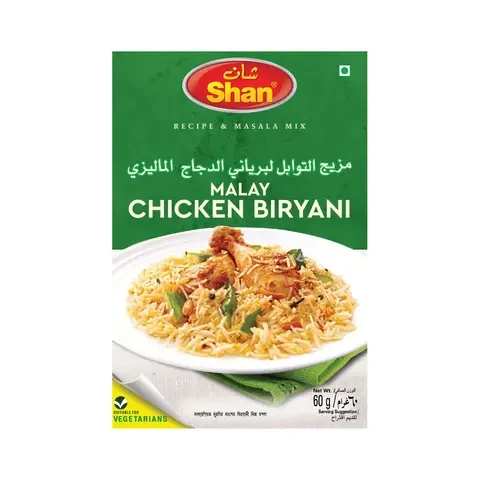 شان
Shan®
RECIPE & MASALA MIX
مزيج التوابل لبرياني الدجاج الماليزي
MALAY
CHICKEN BIRYANI
Net Wt./الوزن الصافي
60 g/٦٠ غرام
Serving Suggestion
تقديم اقتراح
SUITABLE FOR
VEGETARIANS